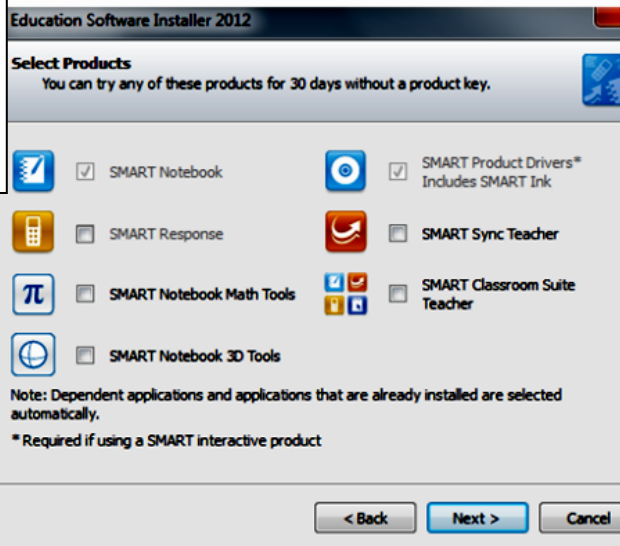 Education Software Installer 2012
Select Products
You can try any of these products for 30 days without a product key.
SMART Notebook
SMART Product Drivers*
Includes SMART Ink
SMART Response
SMART Sync Teacher
π
SMART Notebook Math Tools
SMART Classroom Suite
Teacher
SMART Notebook 3D Tools
Note: Dependent applications and applications that are already installed are selected
automatically.
* Required if using a SMART interactive product
< Back
Next >
Cancel